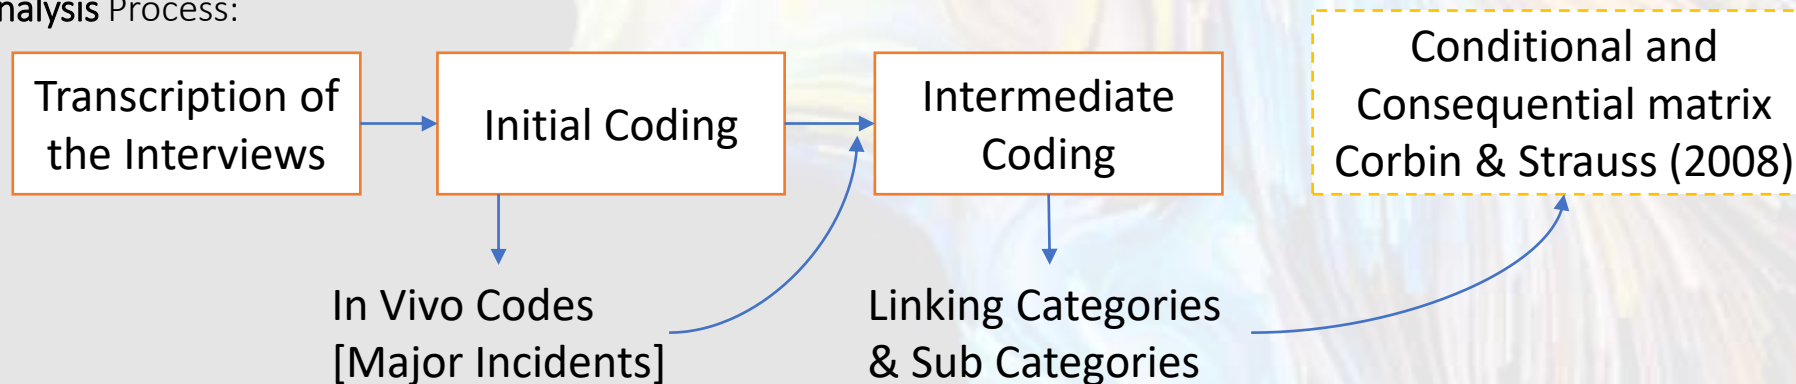 nalysis Process:
Transcription of
the Interviews
Initial Coding
Intermediate
Coding
Conditional and
Consequential matrix
Corbin & Strauss (2008)
In Vivo Codes
[Major Incidents]
Linking Categories
& Sub Categories